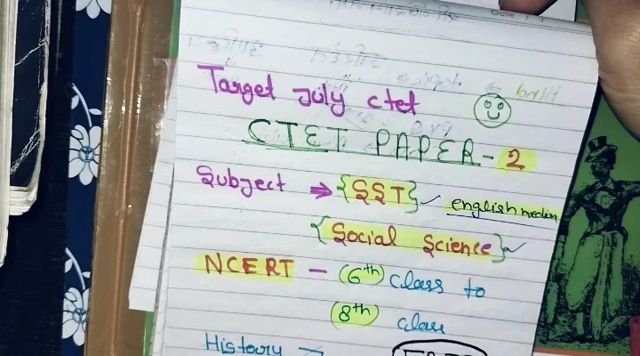 Target July ctet
CTET PAPER - 2
Subject ⇒ {SST} ✓ english medium
{Social Science} ✓
NCERT - (6th) class to
(8th) class
History →